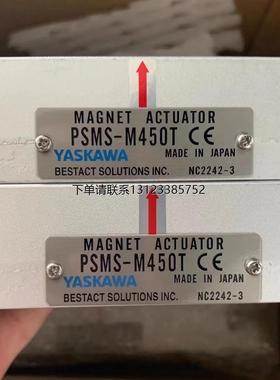 MAGNET ACTUATOR
PSMS-M450T CE
YASKAWA MADE IN JAPAN
BESTACT SOLUTIONS INC. NC2242-3
下单请联系13123385752
MAGNET ACTUATOR
PSMS-M450T CE
YASKAWA MADE IN JAPAN
BESTACT SOLUTIONS INC. NC2242-3